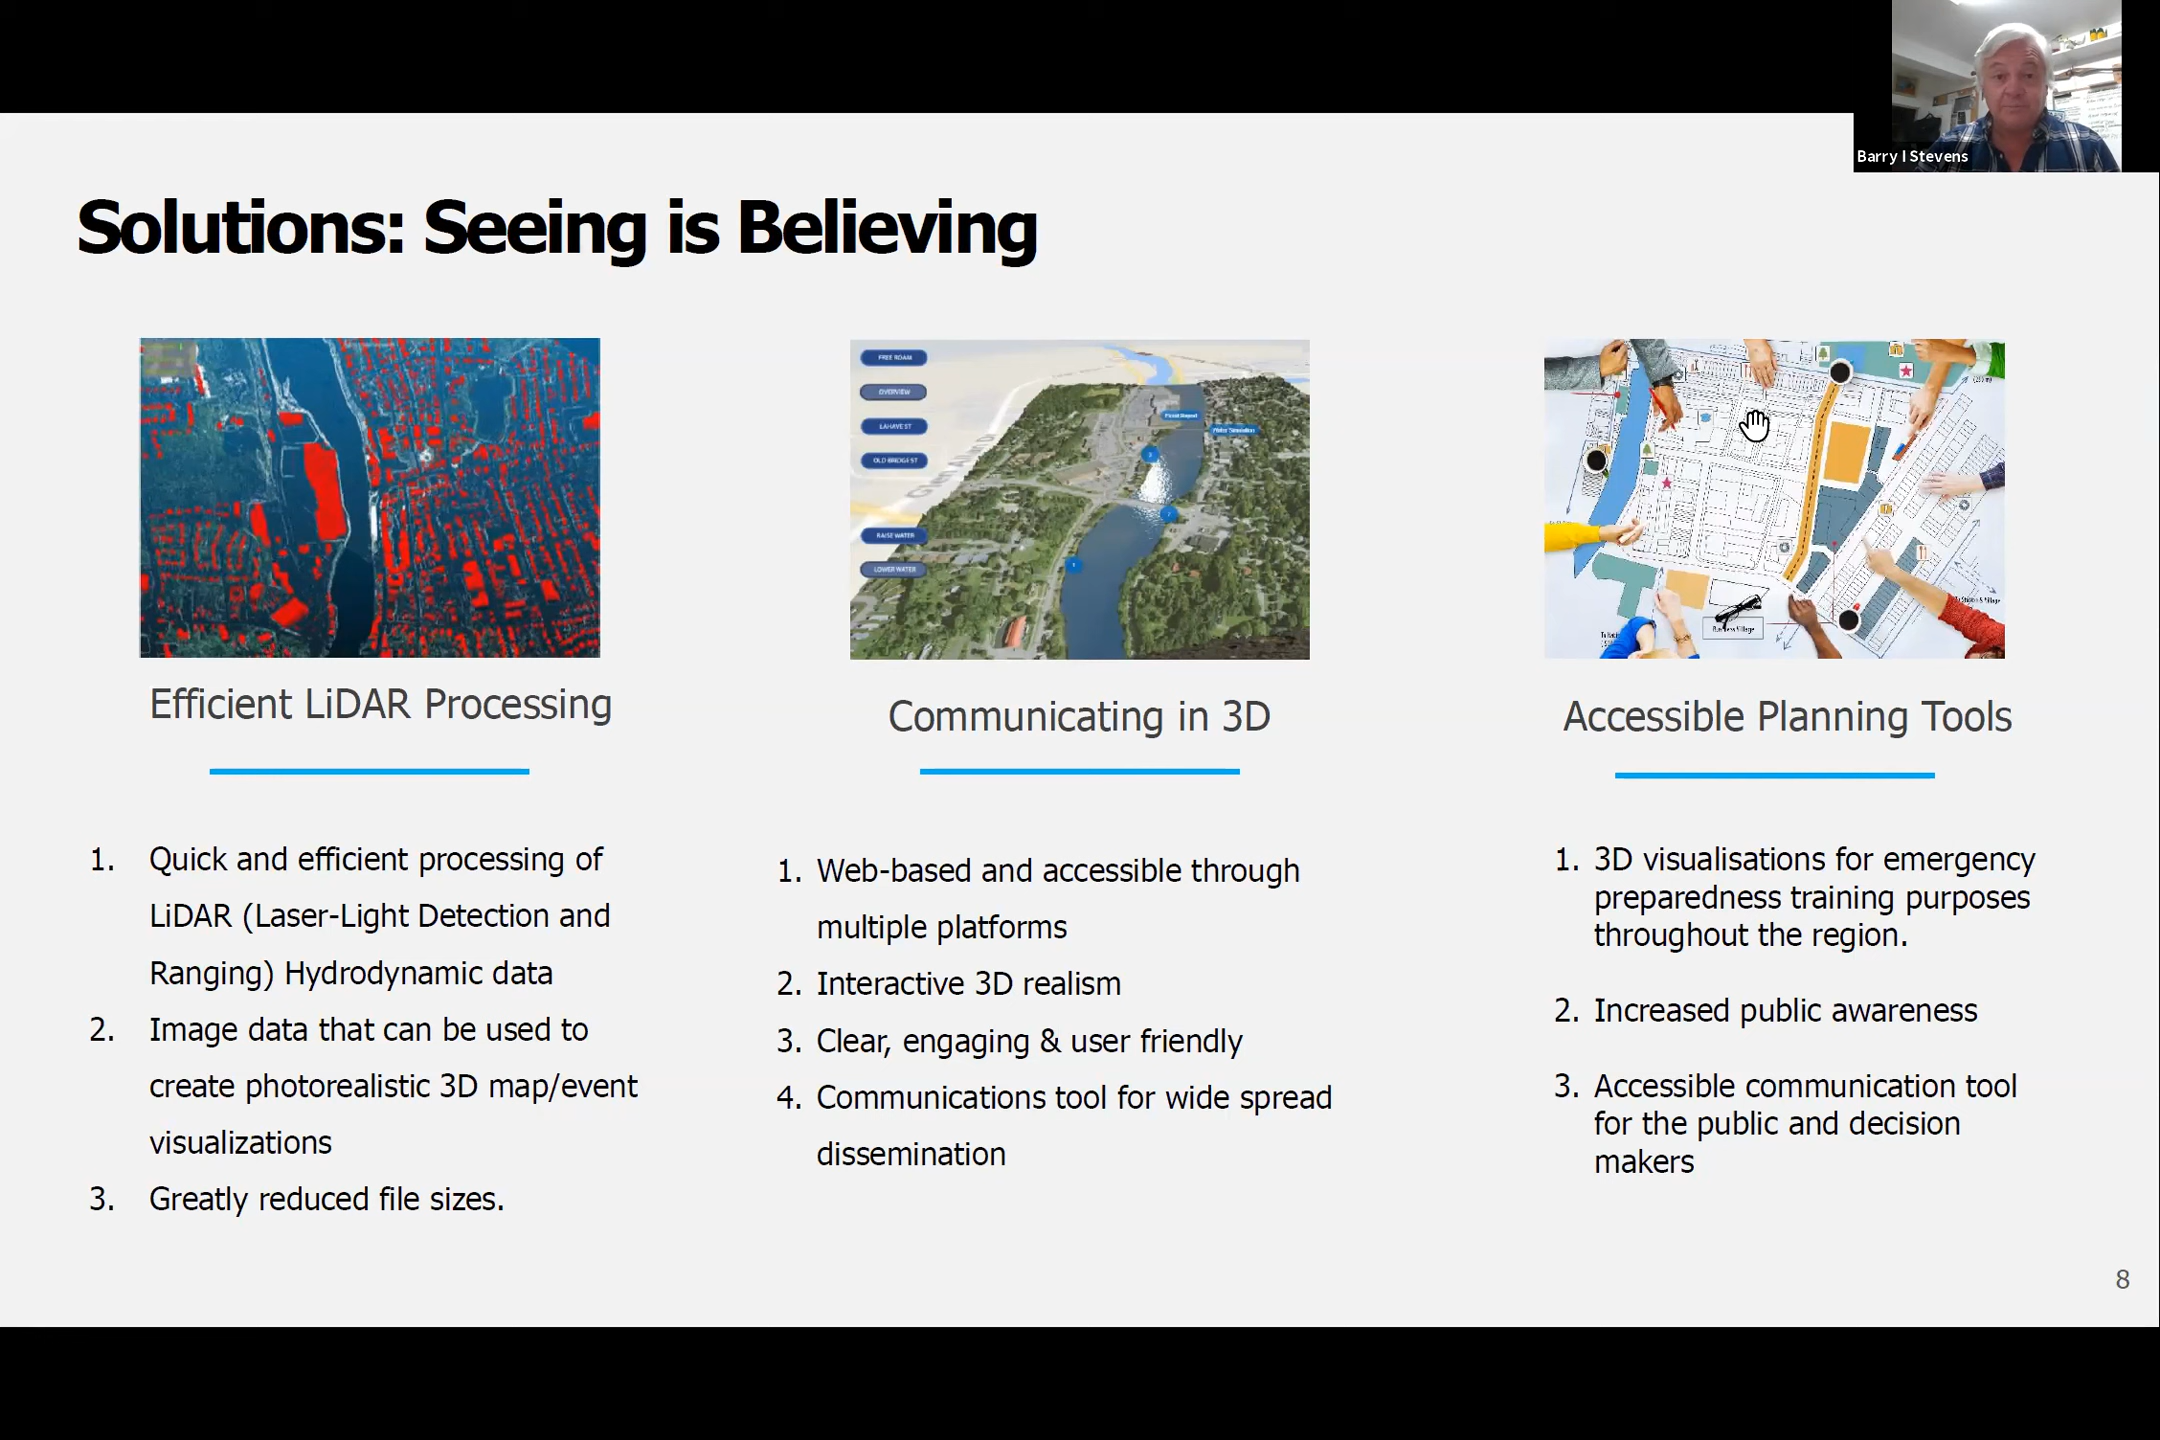 Barry I Stevens
Solutions: Seeing is Believing
FREE ROAM
OVERVIEW
LAHAVE ST
OLD BRIDGE ST
RAISE WATER
LOWER WATER
Efficient LiDAR Processing
1. Quick and efficient processing of
LiDAR (Laser-Light Detection and
Ranging) Hydrodynamic data
2. Image data that can be used to
create photorealistic 3D map/event
visualizations
3. Greatly reduced file sizes.
Communicating in 3D
1. Web-based and accessible through
multiple platforms
2. Interactive 3D realism
3. Clear, engaging & user friendly
4. Communications tool for wide spread
dissemination
Accessible Planning Tools
1. 3D visualisations for emergency
preparedness training purposes
throughout the region.
2. Increased public awareness
3. Accessible communication tool
for the public and decision
makers
8